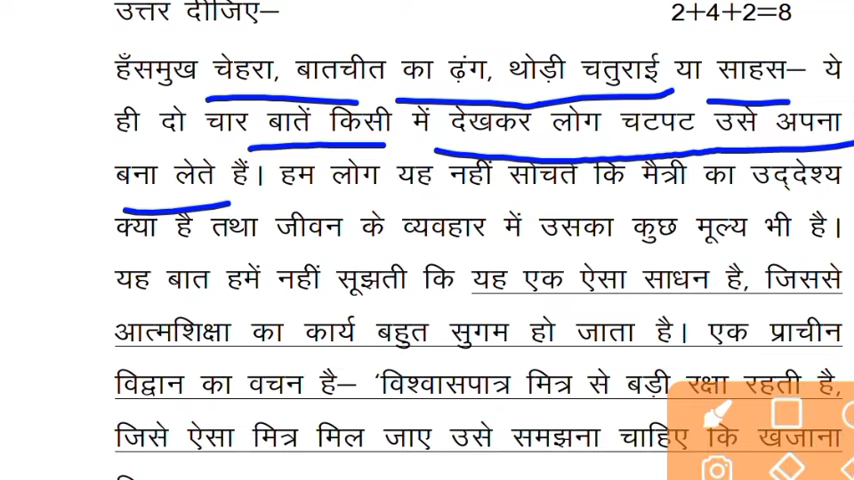 उत्तर दीजिए— 2+4+2=8
हँसमुख चेहरा, बातचीत का ढ़ंग, थोड़ी चतुराई या साहस— ये
ही दो चार बातें किसी में देखकर लोग चटपट उसे अपना
बना लेते हैं। हम लोग यह नहीं सोचते कि मैत्री का उद्देश्य
क्या है तथा जीवन के व्यवहार में उसका कुछ मूल्य भी है।
यह बात हमें नहीं सूझती कि यह एक ऐसा साधन है, जिससे
आत्मशिक्षा का कार्य बहुत सुगम हो जाता है। एक प्राचीन
विद्वान का वचन है— ‘विश्वासपात्र मित्र से बड़ी रक्षा रहती है,
जिसे ऐसा मित्र मिल जाए उसे समझना चाहिए कि खजाना